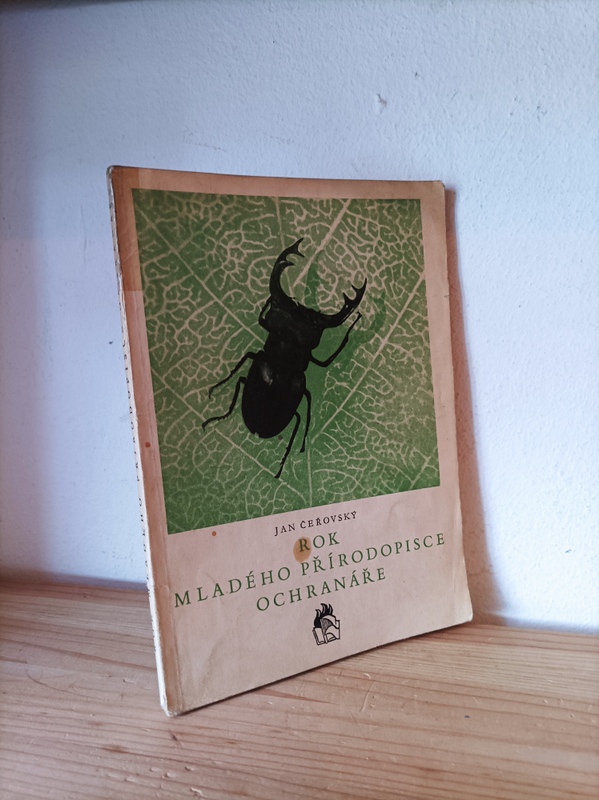 JAN ČEŘOVSKÝ
ROK
MLADÉHO PŘÍRODOPISCE
OCHRANÁŘE